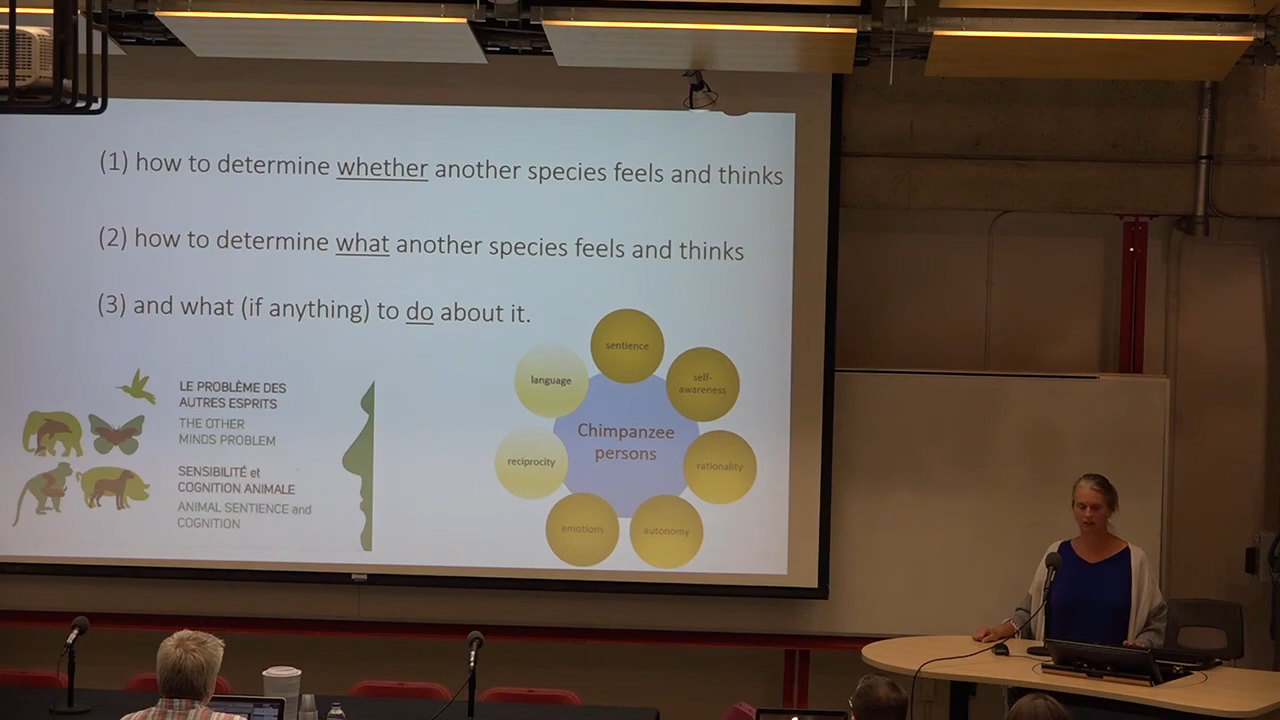 (1) how to determine whether another species feels and thinks
(2) how to determine what another species feels and thinks
(3) and what (if anything) to do about it.
LE PROBLÈME DES
AUTRES ESPRITS
THE OTHER
MINDS PROBLEM
SENSIBILITÉ et
COGNITION ANIMALE
ANIMAL SENTIENCE and
COGNITION
sentience
language
self-
awareness
Chimpanzee
persons
reciprocity
rationality
emotions
autonomy